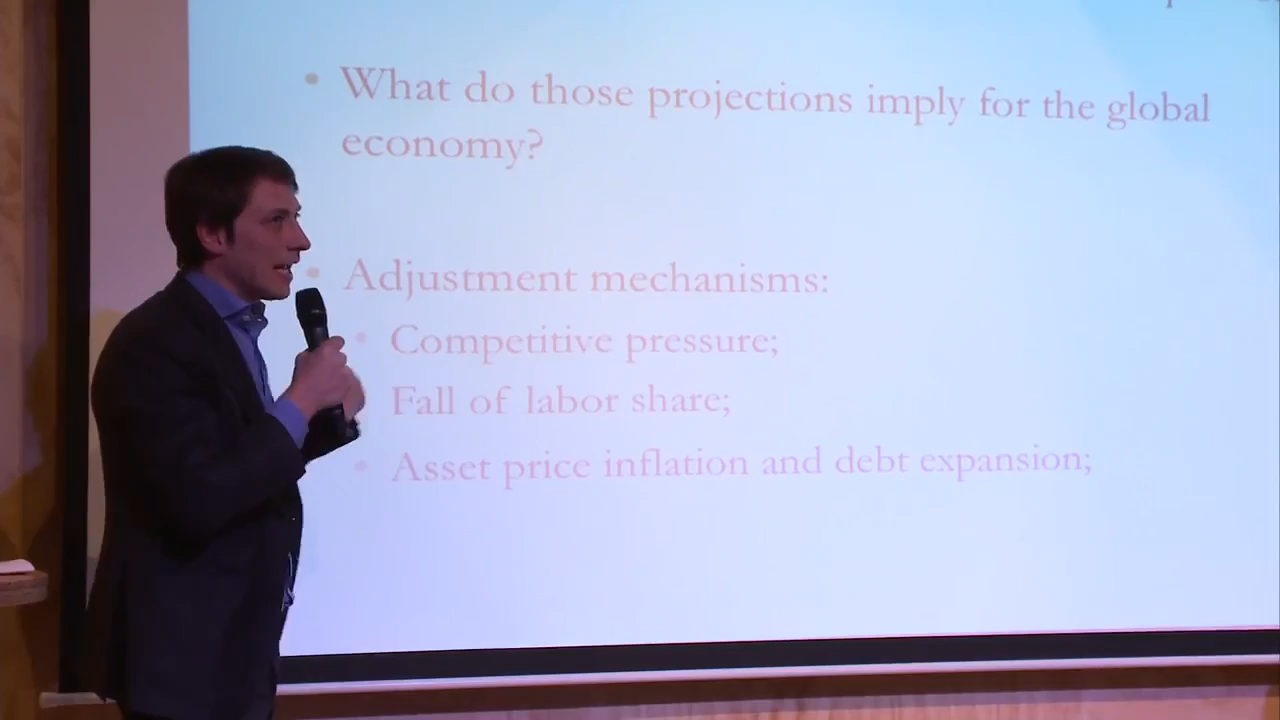 • What do those projections imply for the global
economy?
• Adjustment mechanisms:
• Competitive pressure;
Fall of labor share;
• Asset price inflation and debt expansion;